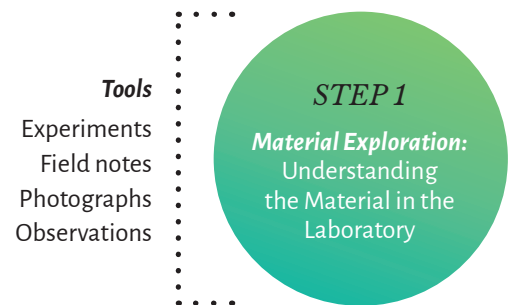 Tools
Experiments
Field notes
Photographs
Observations
STEP 1
Material Exploration:
Understanding
the Material in the
Laboratory